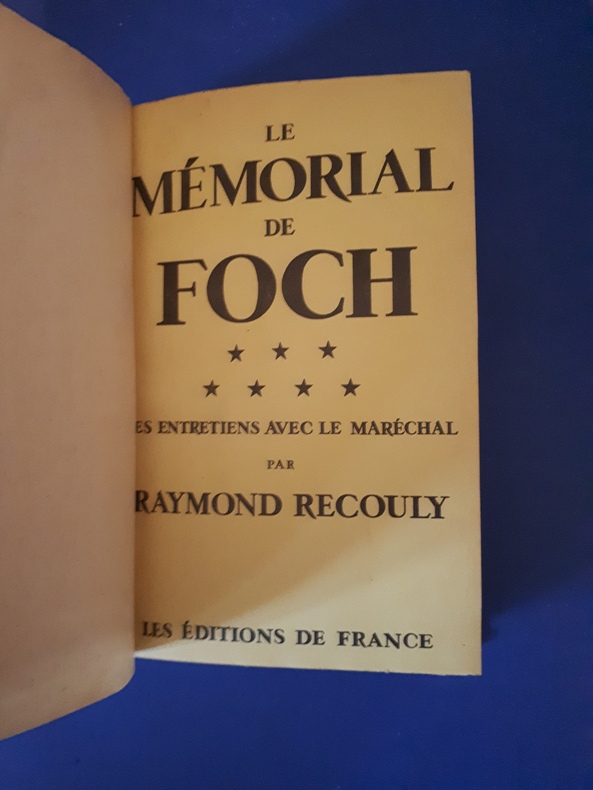 LE
MÉMORIAL
DE
FOCH
★ ★ ★
★ ★ ★ ★
ES ENTRETIENS AVEC LE MARÉCHAL
PAR
RAYMOND RECOULY
LES ÉDITIONS DE FRANCE